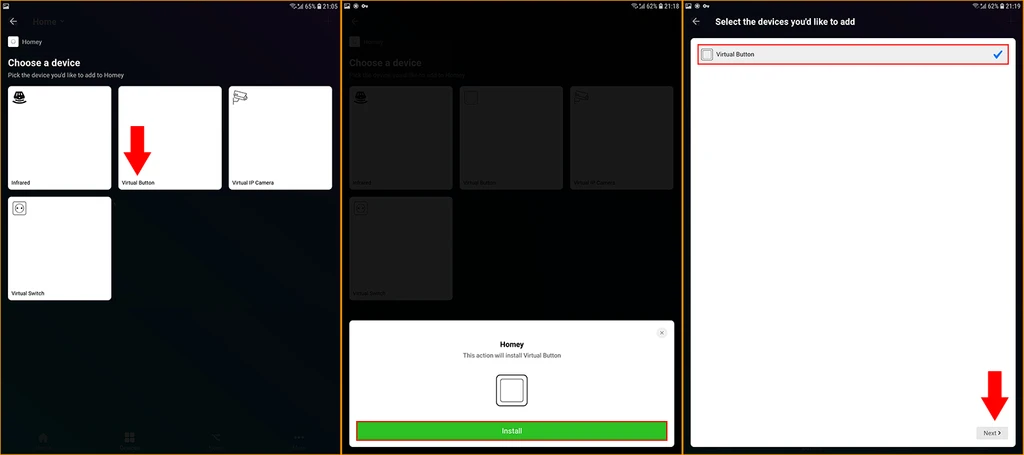 65% 21:05
Home
Homey
Choose a device
Pick the device you'd like to add to Homey
Infrared
Virtual Button
Virtual IP Camera
Virtual Switch
62% 21:18
Homey
Choose a device
Pick the device you'd like to add to Homey
Infrared
Virtual Button
Virtual IP Camera
Virtual Switch
Homey
This action will install Virtual Button
Install
62% 21:19
Select the devices you'd like to add
Virtual Button
Next